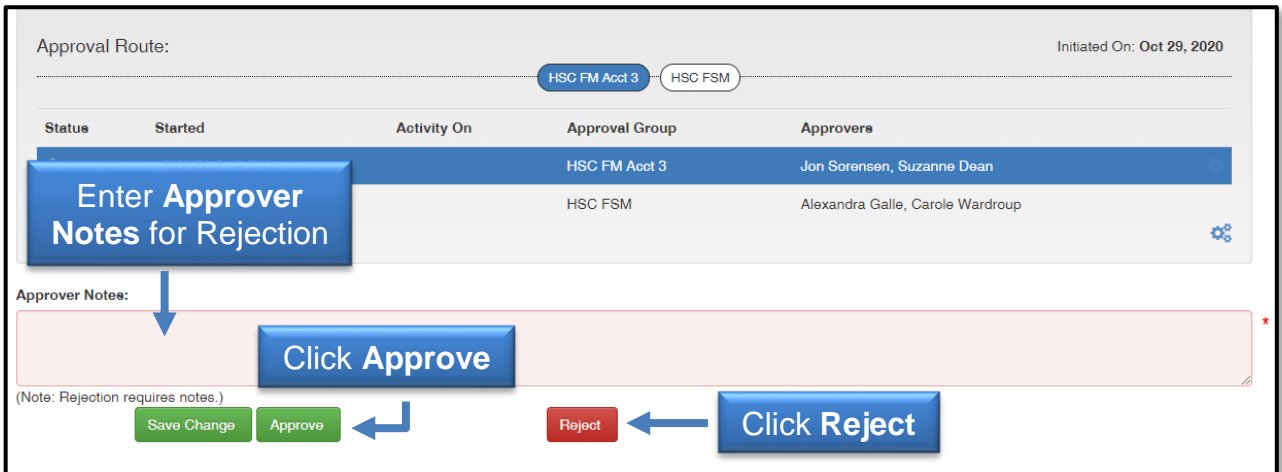 Approval Route:
Initiated On: Oct 29, 2020
HSC FM Acct 3
HSC FSM
Status Started Activity On Approval Group Approvers
HSC FM Acct 3 Jon Sorensen, Suzanne Dean
HSC FSM Alexandra Galle, Carole Wardroup
Enter Approver
Notes for Rejection
Approver Notes:
*
Click Approve
(Note: Rejection requires notes.)
Save Change Approve Reject
Click Reject